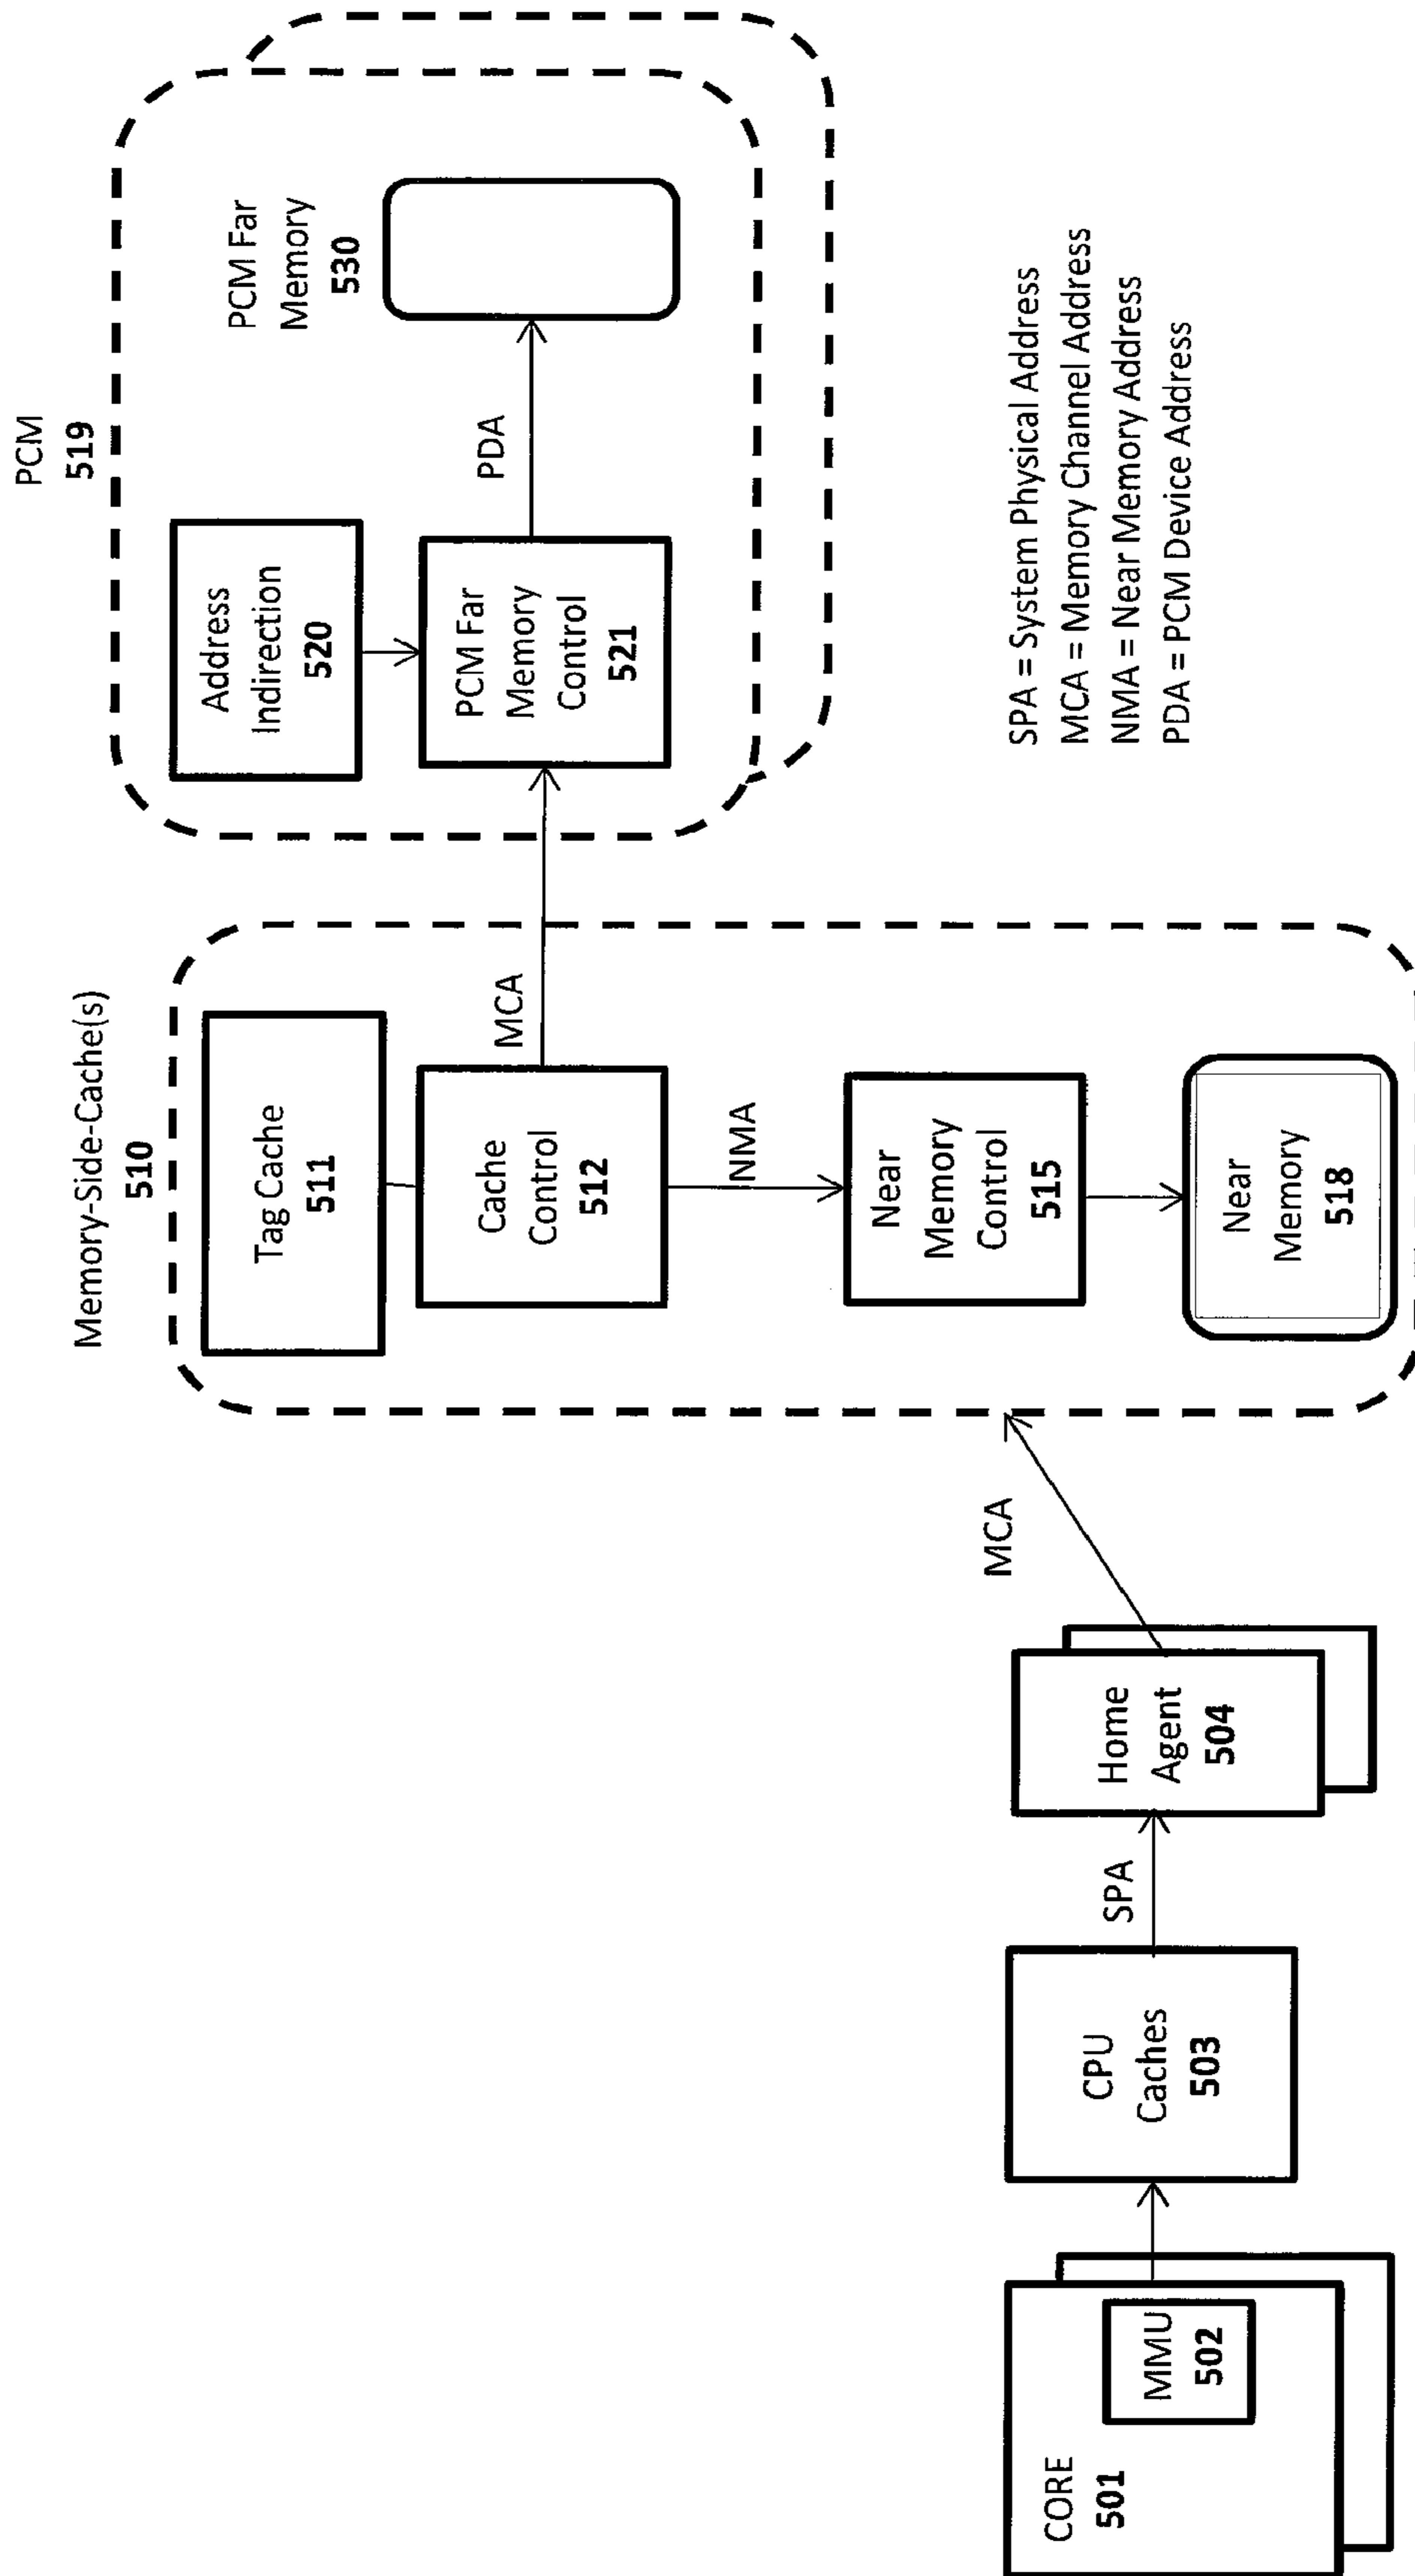 CORE
501
MMU
502
CPU
Caches
503
SPA
Home
Agent
504
MCA
Memory-Side-Cache(s)
510
Tag Cache
511
Cache
Control
512
MCA
NMA
Near
Memory
Control
515
Near
Memory
518
PCM
519
Address
Indirection
520
PCM Far
Memory
Control
521
PDA
PCM Far
Memory
530
SPA = System Physical Address
MCA = Memory Channel Address
NMA = Near Memory Address
PDA = PCM Device Address